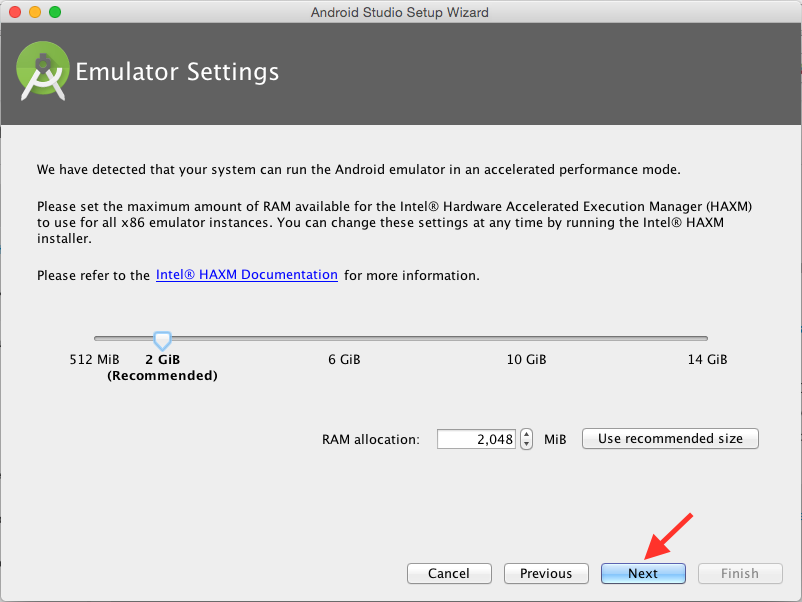 Android Studio Setup Wizard
Emulator Settings
We have detected that your system can run the Android emulator in an accelerated performance mode.
Please set the maximum amount of RAM available for the Intel® Hardware Accelerated Execution Manager (HAXM)
to use for all x86 emulator instances. You can change these settings at any time by running the Intel® HAXM
installer.
Please refer to the Intel® HAXM Documentation for more information.
512 MiB 2 GiB 6 GiB 10 GiB 14 GiB
(Recommended)
RAM allocation: 2,048 MiB Use recommended size
Cancel Previous Next Finish